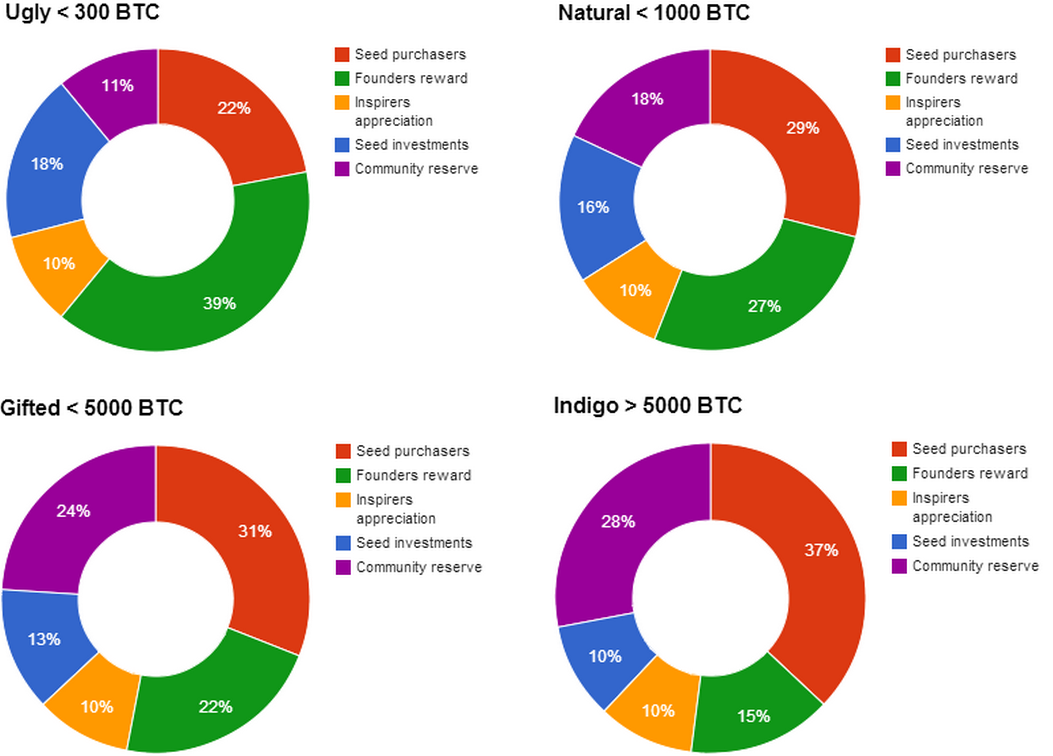 Ugly < 300 BTC
11%
22%
18%
10%
39%
Seed purchasers
Founders reward
Inspirers
appreciation
Seed investments
Community reserve
Natural < 1000 BTC
18%
29%
16%
10%
27%
Seed purchasers
Founders reward
Inspirers
appreciation
Seed investments
Community reserve
Gifted < 5000 BTC
24%
31%
13%
10%
22%
Seed purchasers
Founders reward
Inspirers
appreciation
Seed investments
Community reserve
Indigo > 5000 BTC
28%
37%
10%
10%
15%
Seed purchasers
Founders reward
Inspirers
appreciation
Seed investments
Community reserve